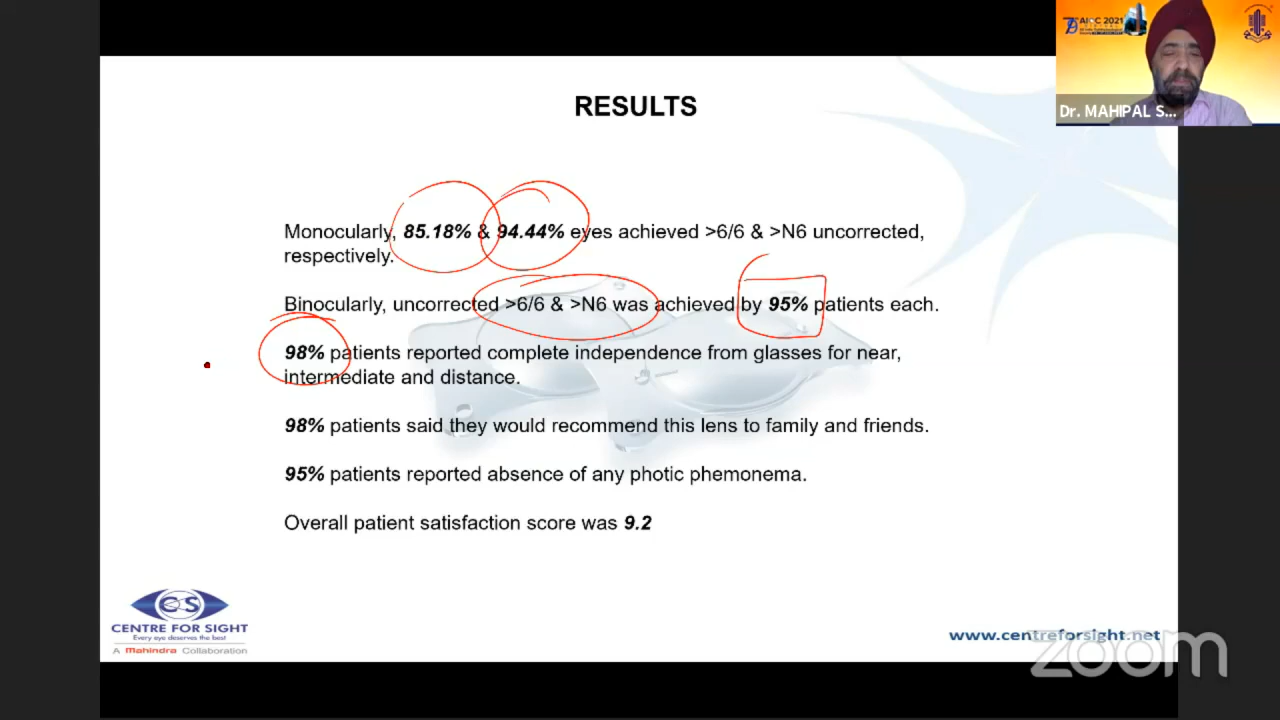 AIOC 2021
Dr. MAHIPAL S...
RESULTS
Monocularly, 85.18% & 94.44% eyes achieved >6/6 & >N6 uncorrected,
respectively.
Binocularly, uncorrected >6/6 & >N6 was achieved by 95% patients each.
98% patients reported complete independence from glasses for near,
intermediate and distance.
98% patients said they would recommend this lens to family and friends.
95% patients reported absence of any photic phemonema.
Overall patient satisfaction score was 9.2
CFS
CENTRE FOR SIGHT
Every eye deserves the best
A Mahindra Collaboration
www.centreforsight.net
zoom